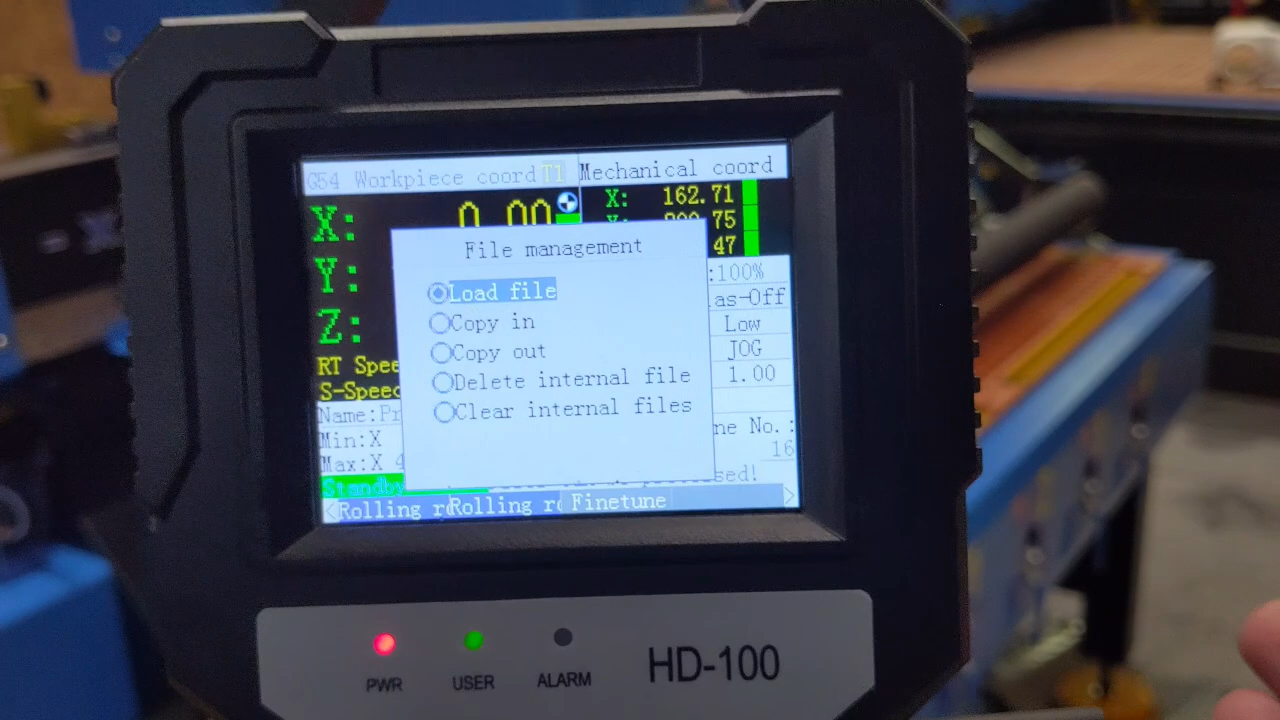 G54 Workpiece coord T1 Mechanical coord
X: 0.00 X: 162.71
Y: 75
Y: 47
Z:
File management
Load file
Copy in
Copy out
Delete internal file
Clear internal files
:100%
as-Off
Low
JOG
1.00
RT Spee
S-Speed
Name:Pr
ne No.:
Min:X 16
Max:X 4 sed!
Standby
Rolling r Rolling r Finetune
PWR USER ALARM HD-100